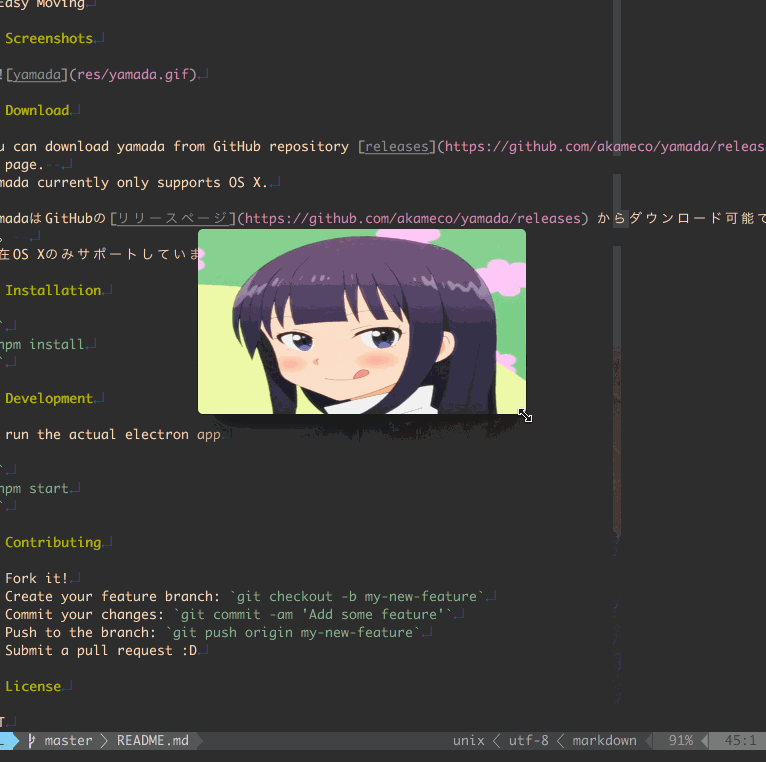 Easy Moving.
Screenshots
![yamada](res/yamada.gif)
Download
u can download yamada from GitHub repository [releases](https://github.com/akameco/yamada/releas
page.
mada currently only supports OS X.
madaはGitHubの[リリースページ](https://github.com/akameco/yamada/releases) からダウンロード可能で
。
在OS Xのみサポートしていま
Installation
`
npm install
`
Development
run the actual electron app
`
npm start
`
Contributing
Fork it!
Create your feature branch: `git checkout -b my-new-feature`
Commit your changes: `git commit -am 'Add some feature'`
Push to the branch: `git push origin my-new-feature`
Submit a pull request :D
License
T
master > README.md
unix < utf-8 < markdown 91% 45:1